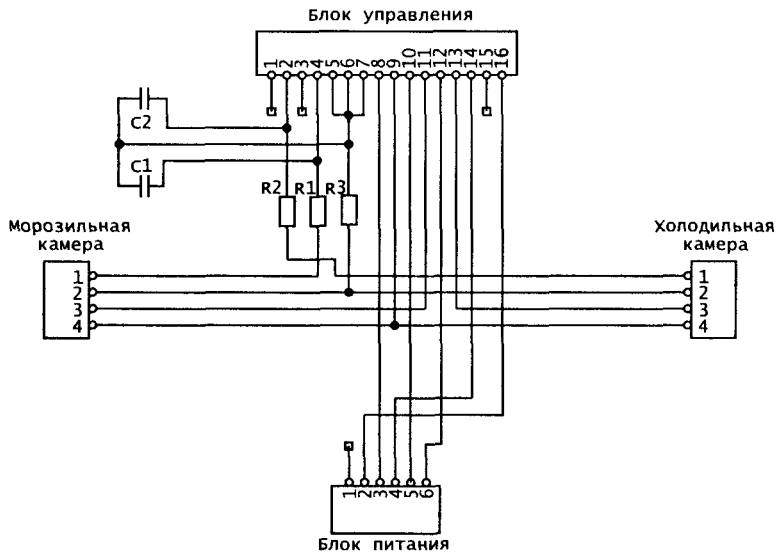 Блок управления
1 2 3 4 5 6 7 8 9 10 11 12 13 14 15 16
C2
C1
R2 R1 R3
Морозильная
камера
1
2
3
4
Холодильная
камера
1
2
3
4
1 2 3 4 5 6
Блок питания